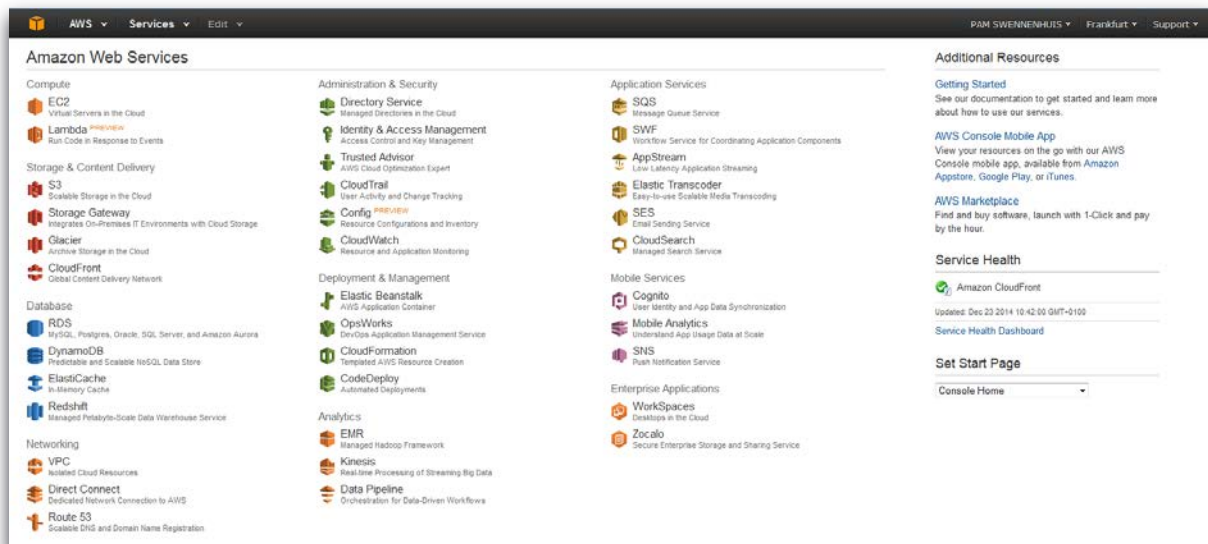 AWS Services Edit PAM SWENNENHUIS Frankfurt Support
Amazon Web Services
Compute
EC2
Virtual Servers in the Cloud
Lambda PREVIEW
Run Code in Response to Events
Storage & Content Delivery
S3
Scalable Storage in the Cloud
Storage Gateway
Integrates On-Premises IT Environments with Cloud Storage
Glacier
Archive Storage in the Cloud
CloudFront
Global Content Delivery Network
Database
RDS
MySQL, Postgres, Oracle, SQL Server, and Amazon Aurora
DynamoDB
Predictable and Scalable NoSQL Data Store
ElastiCache
In-Memory Cache
Redshift
Managed Petabyte-Scale Data Warehouse Service
Networking
VPC
Isolated Cloud Resources
Direct Connect
Dedicated Network Connection to AWS
Route 53
Scalable DNS and Domain Name Registration
Administration & Security
Directory Service
Managed Directories in the Cloud
Identity & Access Management
Access Control and Key Management
Trusted Advisor
AWS Cloud Optimization Expert
CloudTrail
User Activity and Change Tracking
Config PREVIEW
Resource Configurations and Inventory
CloudWatch
Resource and Application Monitoring
Deployment & Management
Elastic Beanstalk
AWS Application Container
OpsWorks
DevOps Application Management Service
CloudFormation
Templated AWS Resource Creation
CodeDeploy
Automated Deployments
Analytics
EMR
Managed Hadoop Framework
Kinesis
Real-time Processing of Streaming Big Data
Data Pipeline
Orchestration for Data-Driven Workflows
Application Services
SQS
Message Queue Service
SWF
Workflow Service for Coordinating Application Components
AppStream
Low Latency Application Streaming
Elastic Transcoder
Easy-to-use Scalable Media Transcoding
SES
Email Sending Service
CloudSearch
Managed Search Service
Mobile Services
Cognito
User Identity and App Data Synchronization
Mobile Analytics
Understand App Usage Data at Scale
SNS
Push Notification Service
Enterprise Applications
WorkSpaces
Desktops in the Cloud
Zocalo
Secure Enterprise Storage and Sharing Service
Additional Resources
Getting Started
See our documentation to get started and learn more
about how to use our services.
AWS Console Mobile App
View your resources on the go with our AWS
Console mobile app, available from Amazon
Appstore, Google Play, or iTunes.
AWS Marketplace
Find and buy software, launch with 1-Click and pay
by the hour.
Service Health
Amazon CloudFront
Updated: Dec 23 2014 10:42:00 GMT+0100
Service Health Dashboard
Set Start Page
Console Home